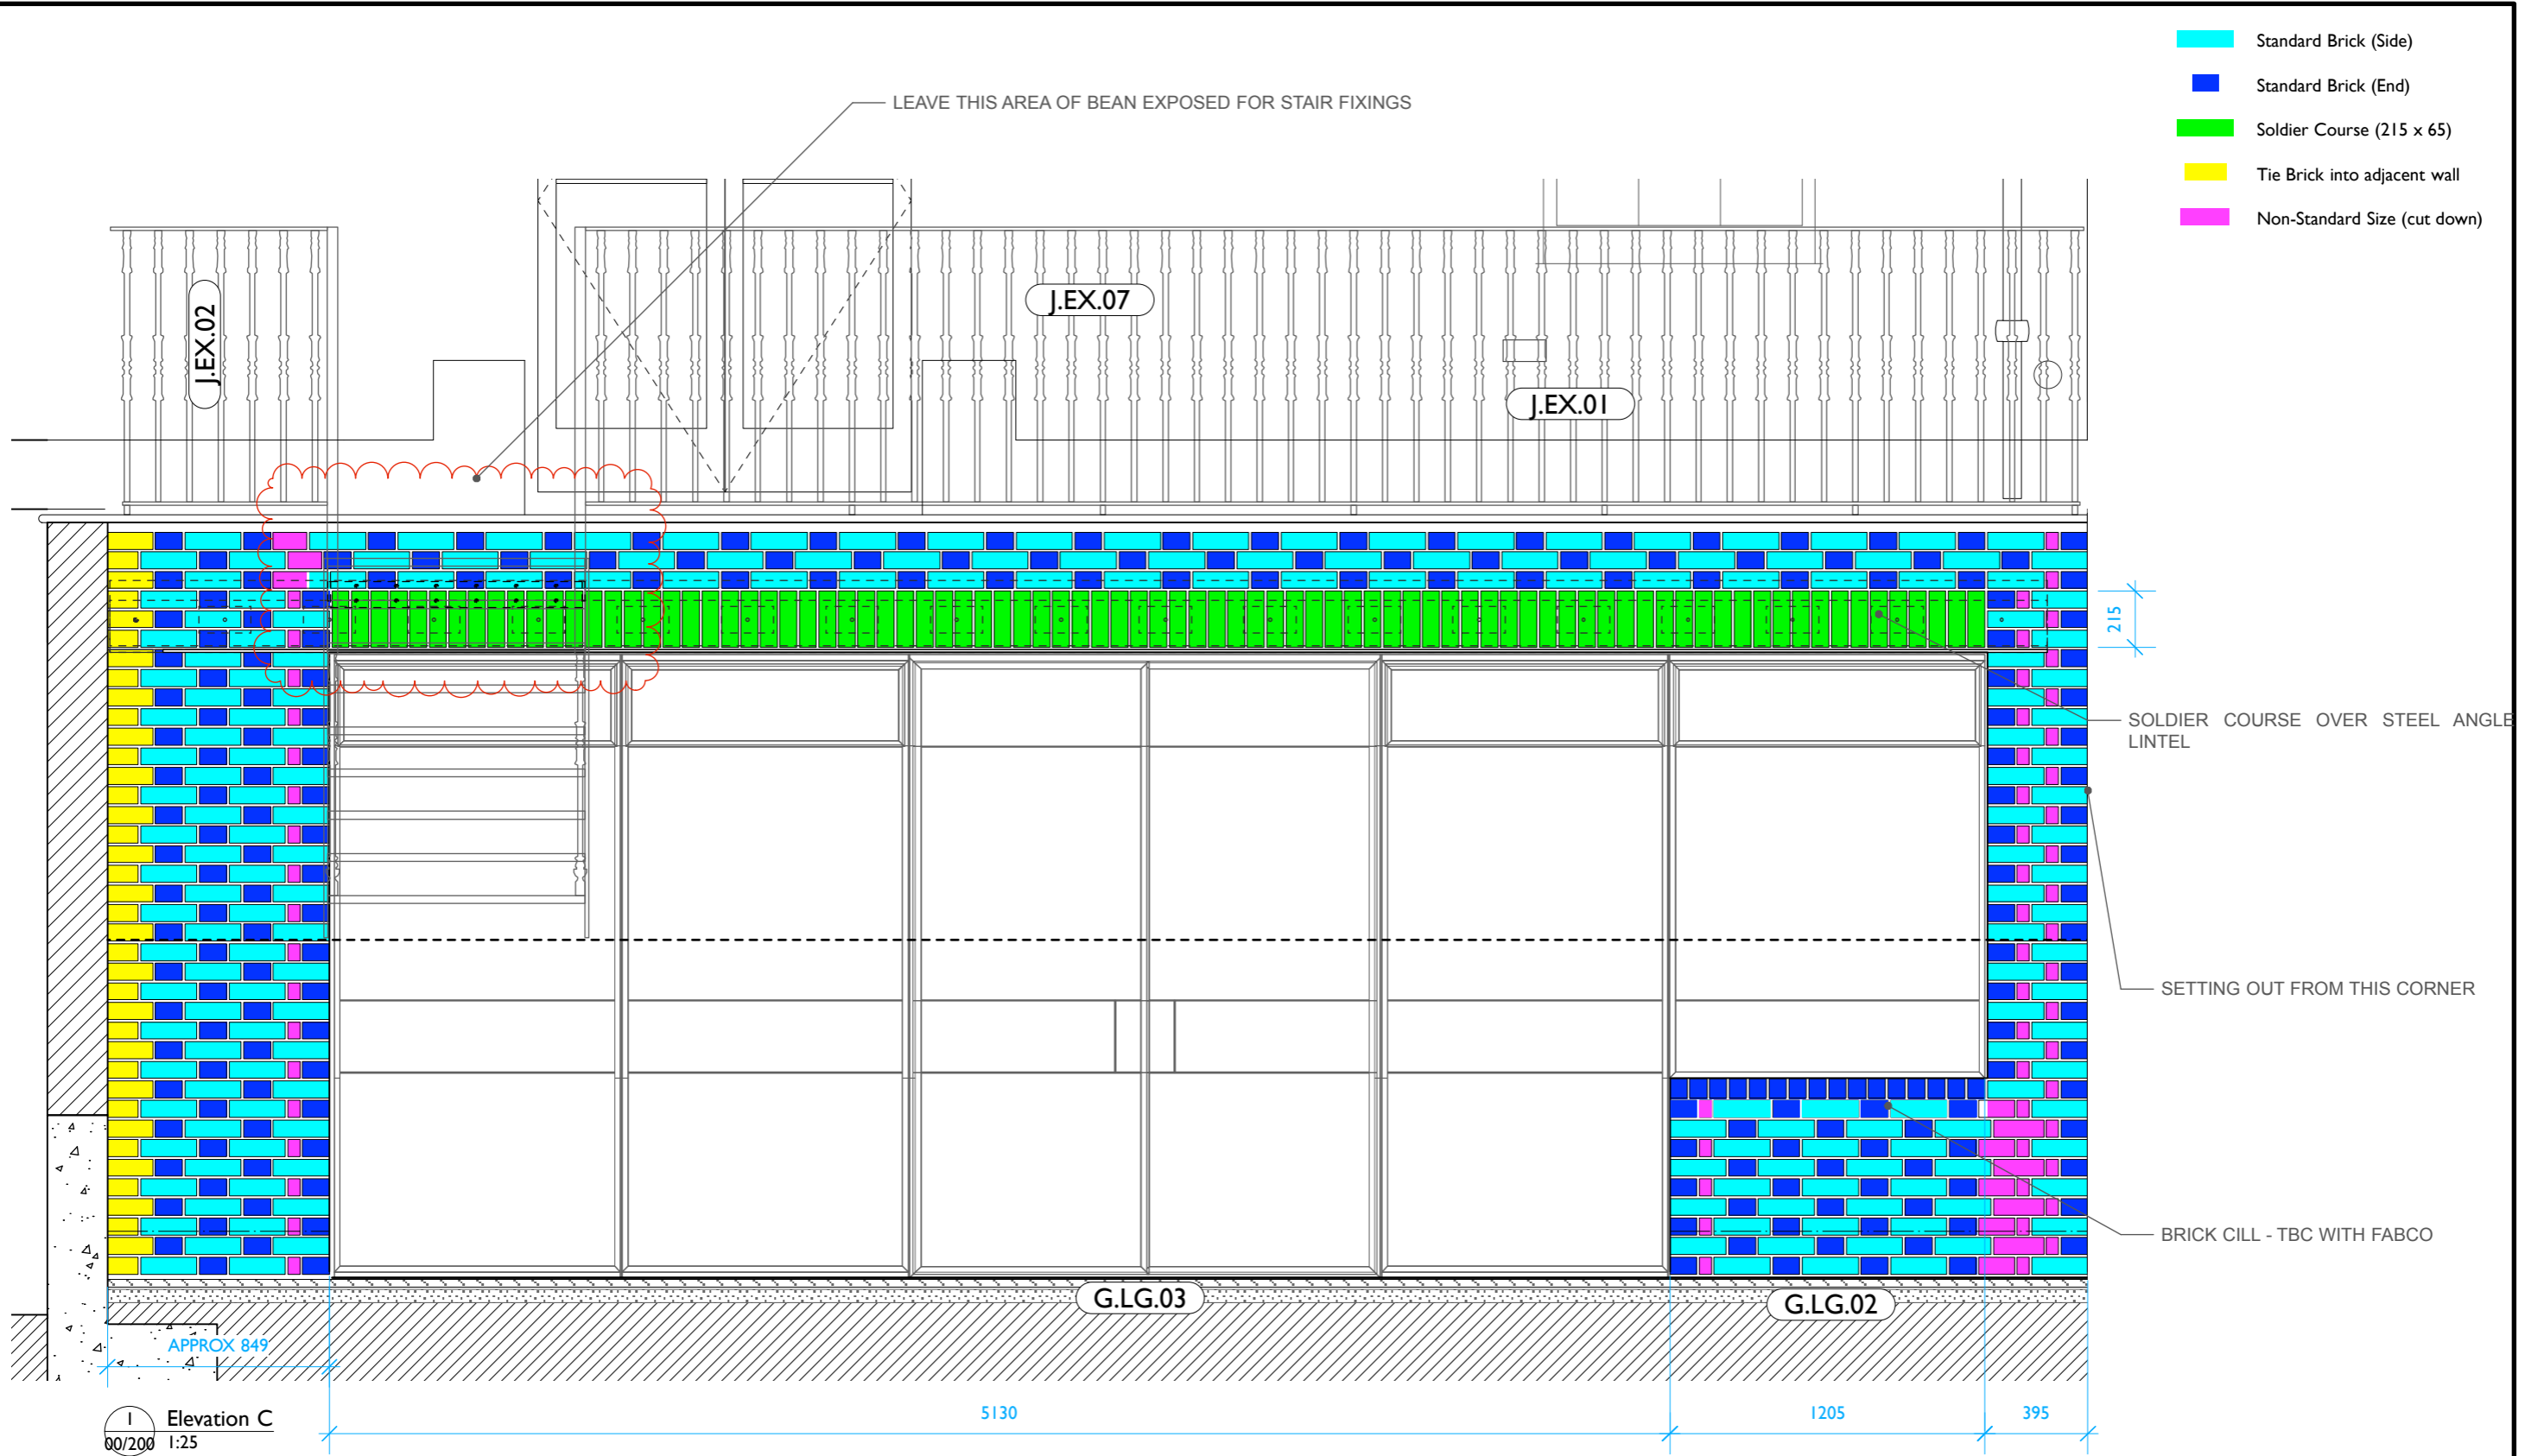 Standard Brick (Side)
Standard Brick (End)
Soldier Course (215 x 65)
Tie Brick into adjacent wall
Non-Standard Size (cut down)
LEAVE THIS AREA OF BEAN EXPOSED FOR STAIR FIXINGS
J.EX.02
J.EX.07
J.EX.01
215
SOLDIER COURSE OVER STEEL ANGLE
LINTEL
SETTING OUT FROM THIS CORNER
BRICK CILL - TBC WITH FABCO
G.LG.03
G.LG.02
APPROX 849
5130
1205
395
1
00/200
Elevation C
1:25